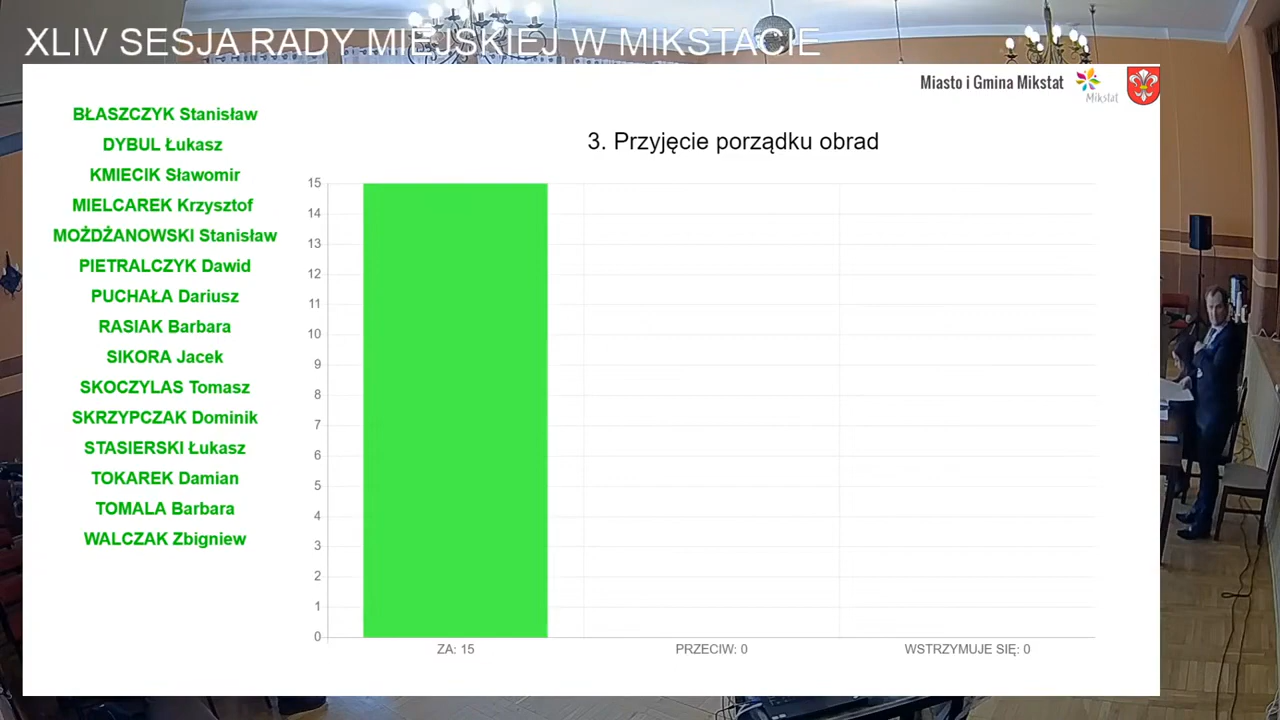 XLIV SESJA RADY MIEJSKIEJ W MIKSTACIE
Miasto i Gmina Mikstat
Mikstat
3. Przyjęcie porządku obrad
BŁASZCZYK Stanisław
DYBUL Łukasz
KMIECIK Sławomir
MIELCAREK Krzysztof
MOŻDŻANOWSKI Stanisław
PIETRALCZYK Dawid
PUCHAŁA Dariusz
RASIAK Barbara
SIKORA Jacek
SKOCZYLAS Tomasz
SKRZYPCZAK Dominik
STASIERSKI Łukasz
TOKAREK Damian
TOMALA Barbara
WALCZAK Zbigniew
15
14
13
12
11
10
9
8
7
6
5
4
3
2
1
0
ZA: 15
PRZECIW: 0
WSTRZYMUJE SIĘ: 0